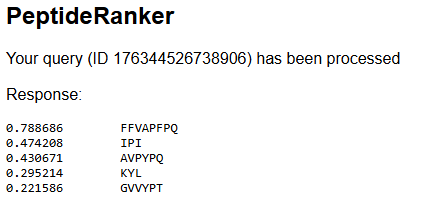 PeptideRanker
Your query (ID 176344526738906) has been processed
Response:
0.788686 FFVAPFPQ
0.474208 IPI
0.430671 AVPYPQ
0.295214 KYL
0.221586 GVVYPT